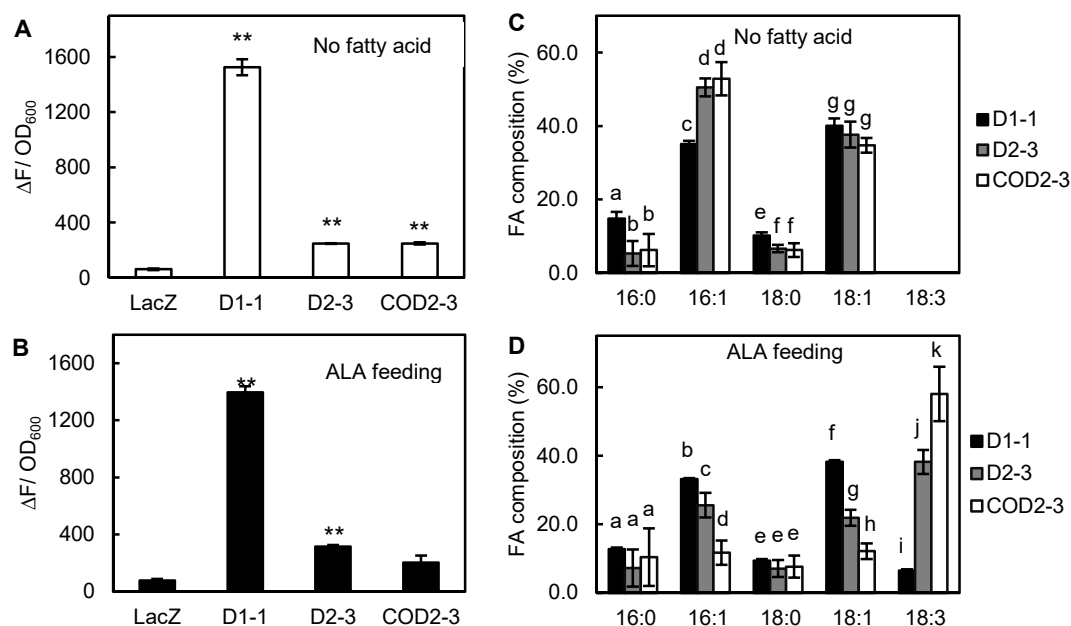 A
1600
1200
800
400
0
ΔF/ OD600
No fatty acid
**
**
**
LacZ
D1-1
D2-3
COD2-3
B
1600
1200
800
400
0
ΔF/ OD600
ALA feeding
**
**
LacZ
D1-1
D2-3
COD2-3
C
60.0
40.0
20.0
0.0
FA composition (%)
No fatty acid
a
b
b
c
d
d
e
f
f
g
g
g
16:0
16:1
18:0
18:1
18:3
D1-1
D2-3
COD2-3
D
60.0
40.0
20.0
0.0
FA composition (%)
ALA feeding
a
a
a
b
c
d
e
e
e
f
g
h
i
j
k
16:0
16:1
18:0
18:1
18:3
D1-1
D2-3
COD2-3